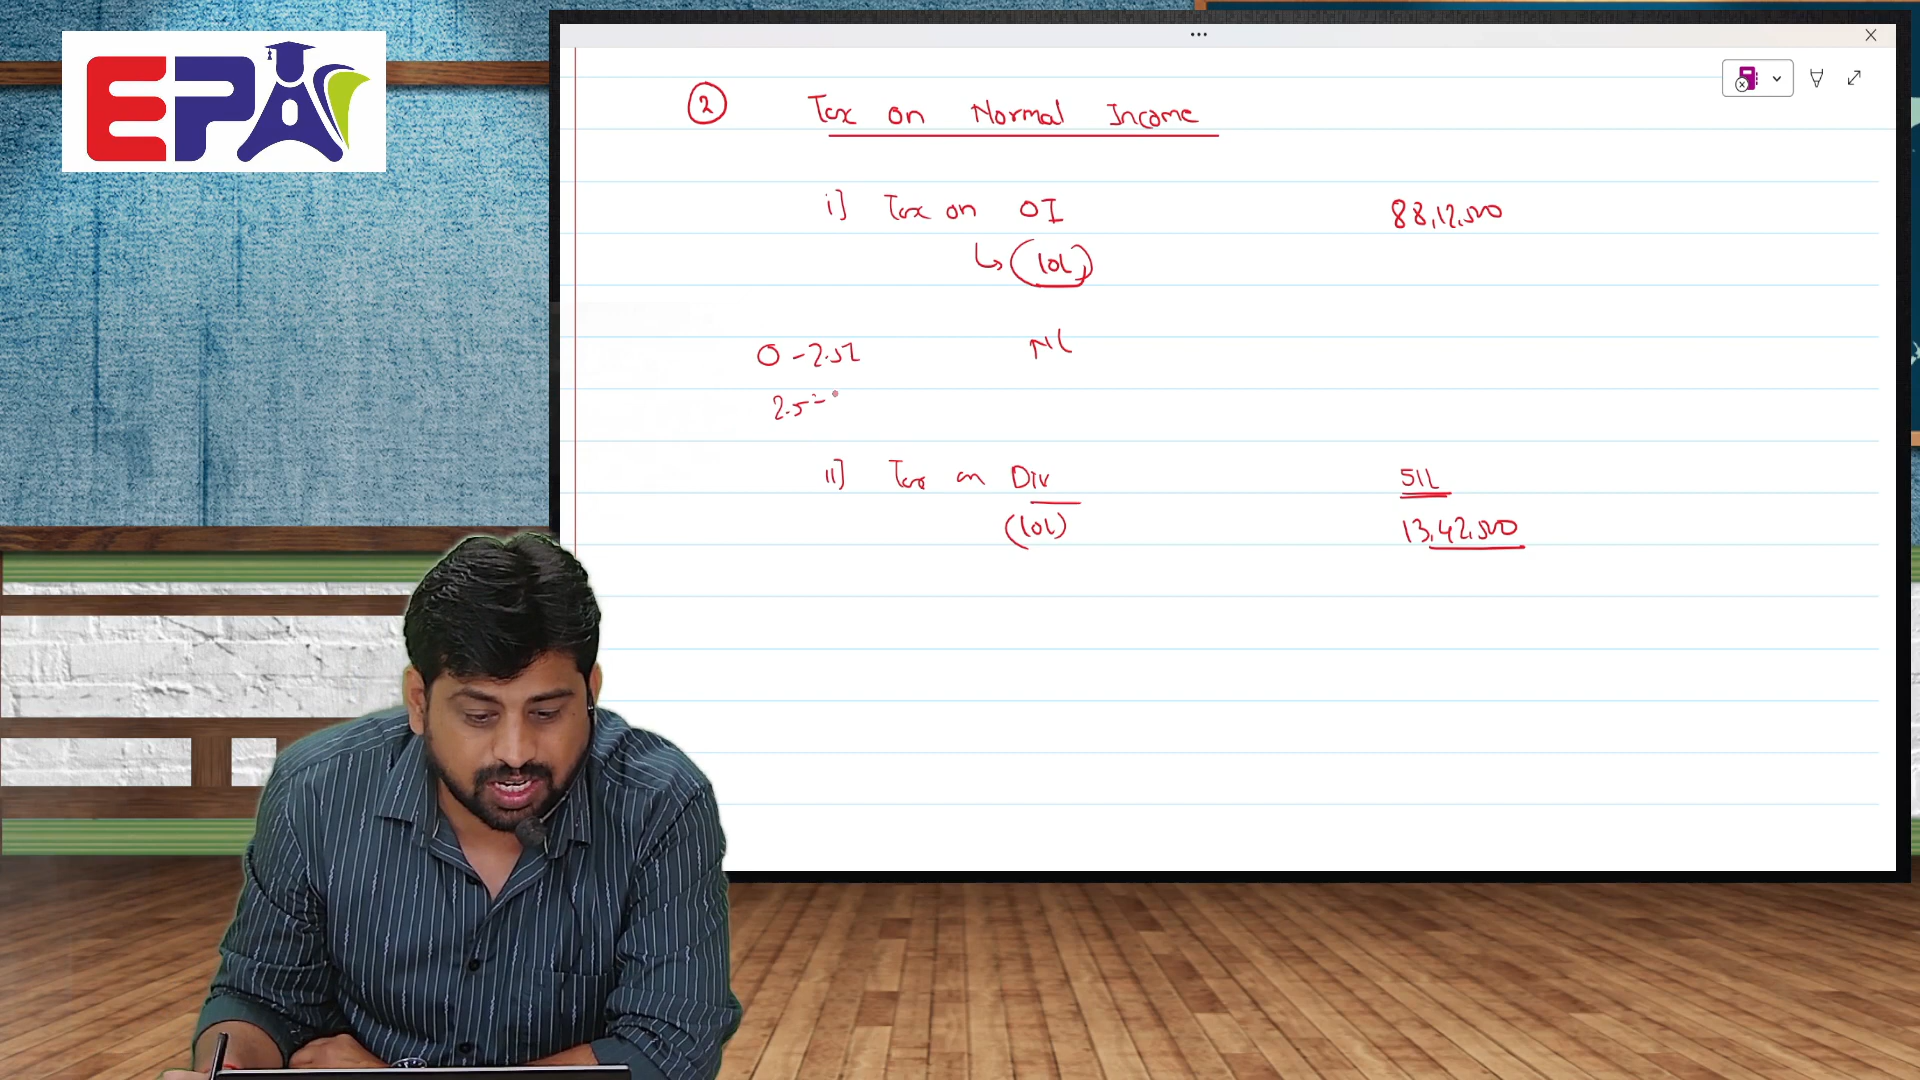 EPA
2 Tax on Normal Income
i] Tax on OI 88,12,500
(10L)
0 - 2.5L
2.5 -
ii] Tax on Div 51L
(10L) 13,42,500